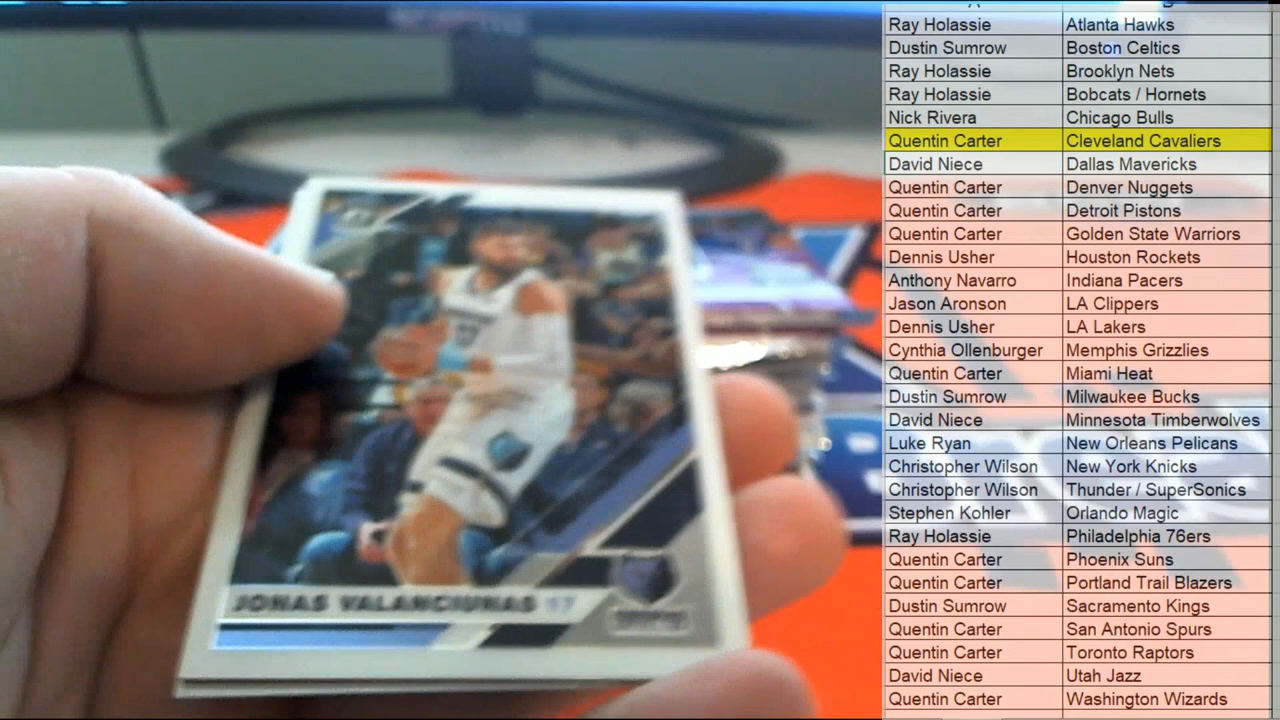 Ray Holassie Atlanta Hawks
Dustin Sumrow Boston Celtics
Ray Holassie Brooklyn Nets
Ray Holassie Bobcats / Hornets
Nick Rivera Chicago Bulls
Quentin Carter Cleveland Cavaliers
David Niece Dallas Mavericks
Quentin Carter Denver Nuggets
Quentin Carter Detroit Pistons
Quentin Carter Golden State Warriors
Dennis Usher Houston Rockets
Anthony Navarro Indiana Pacers
Jason Aronson LA Clippers
Dennis Usher LA Lakers
Cynthia Ollenburger Memphis Grizzlies
Quentin Carter Miami Heat
Dustin Sumrow Milwaukee Bucks
David Niece Minnesota Timberwolves
Luke Ryan New Orleans Pelicans
Christopher Wilson New York Knicks
Christopher Wilson Thunder / SuperSonics
Stephen Kohler Orlando Magic
Ray Holassie Philadelphia 76ers
Quentin Carter Phoenix Suns
Quentin Carter Portland Trail Blazers
Dustin Sumrow Sacramento Kings
Quentin Carter San Antonio Spurs
Quentin Carter Toronto Raptors
David Niece Utah Jazz
Quentin Carter Washington Wizards
JONAS VALANCIUNAS 17